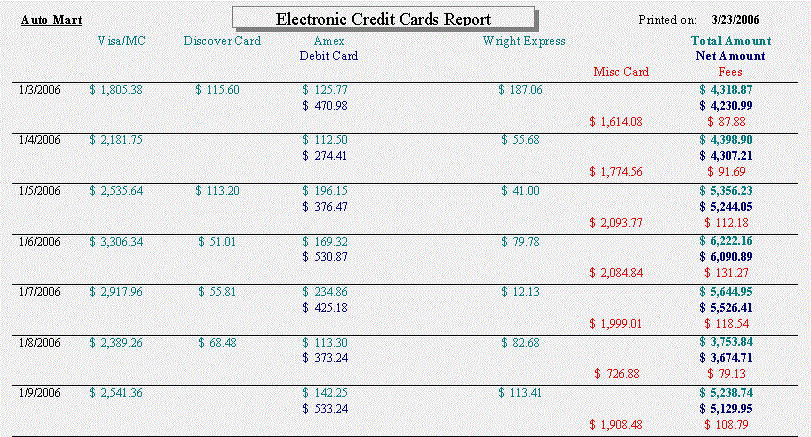 Auto Mart Electronic Credit Cards Report Printed on: 3/23/2006
Visa/MC Discover Card Amex Wright Express Total Amount
Debit Card Net Amount
Misc Card Fees
1/3/2006 $ 1,805.38 $ 115.60 $ 125.77 $ 187.06 $ 4,318.87
$ 470.98 $ 4,230.99
$ 1,614.08 $ 87.88
1/4/2006 $ 2,181.75 $ 112.50 $ 55.68 $ 4,398.90
$ 274.41 $ 4,307.21
$ 1,774.56 $ 91.69
1/5/2006 $ 2,535.64 $ 113.20 $ 196.15 $ 41.00 $ 5,356.23
$ 376.47 $ 5,244.05
$ 2,093.77 $ 112.18
1/6/2006 $ 3,306.34 $ 51.01 $ 169.32 $ 79.78 $ 6,222.16
$ 530.87 $ 6,090.89
$ 2,084.84 $ 131.27
1/7/2006 $ 2,917.96 $ 55.81 $ 234.86 $ 12.13 $ 5,644.95
$ 425.18 $ 5,526.41
$ 1,999.01 $ 118.54
1/8/2006 $ 2,389.26 $ 68.48 $ 113.30 $ 82.68 $ 3,753.84
$ 373.24 $ 3,674.71
$ 726.88 $ 79.13
1/9/2006 $ 2,541.36 $ 142.25 $ 113.41 $ 5,238.74
$ 533.24 $ 5,129.95
$ 1,908.48 $ 108.79